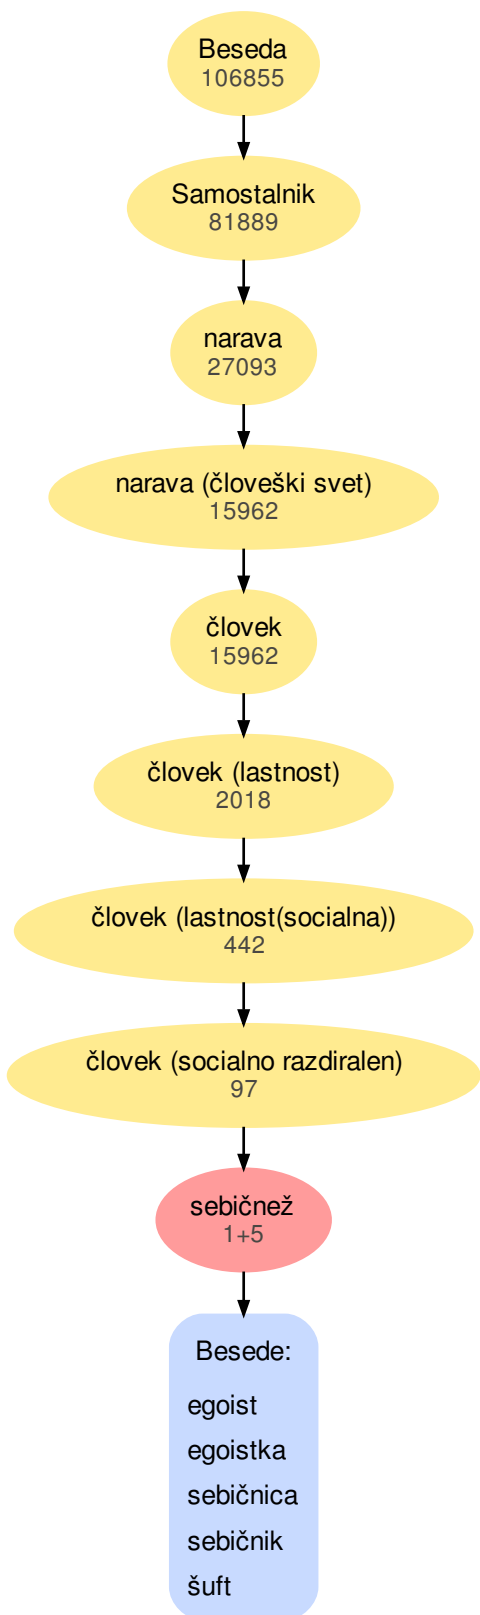 Beseda
106855
Samostalnik
81889
narava
27093
narava (človeški svet)
15962
človek
15962
človek (lastnost)
2018
človek (lastnost(socialna))
442
človek (socialno razdiralen)
97
sebičnež
1+5
Besede:
egoist
egoistka
sebičnica
sebičnik
šuft